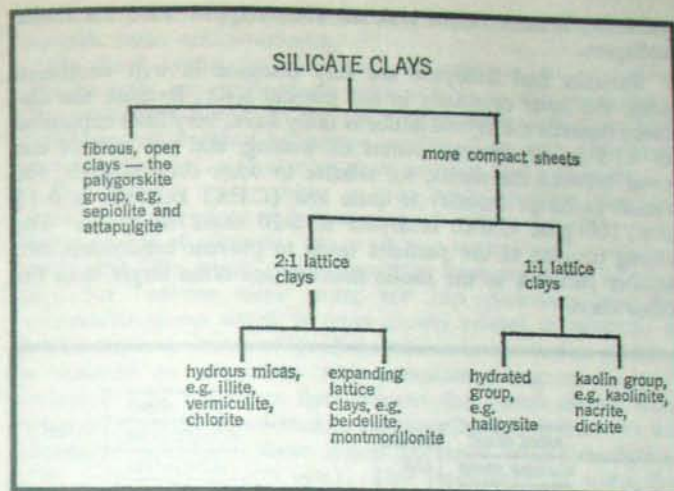 SILICATE CLAYS
fibrous, open
clays — the
palygorskite
group, e.g.
sepiolite and
attapulgite
more compact sheets
2:1 lattice
clays
1:1 lattice
clays
hydrous micas,
e.g. illite,
vermiculite,
chlorite
expanding
lattice
clays, e.g.
beidellite,
montmorillonite
hydrated
group,
e.g.
halloysite
kaolin group,
e.g. kaolinite,
nacrite,
dickite